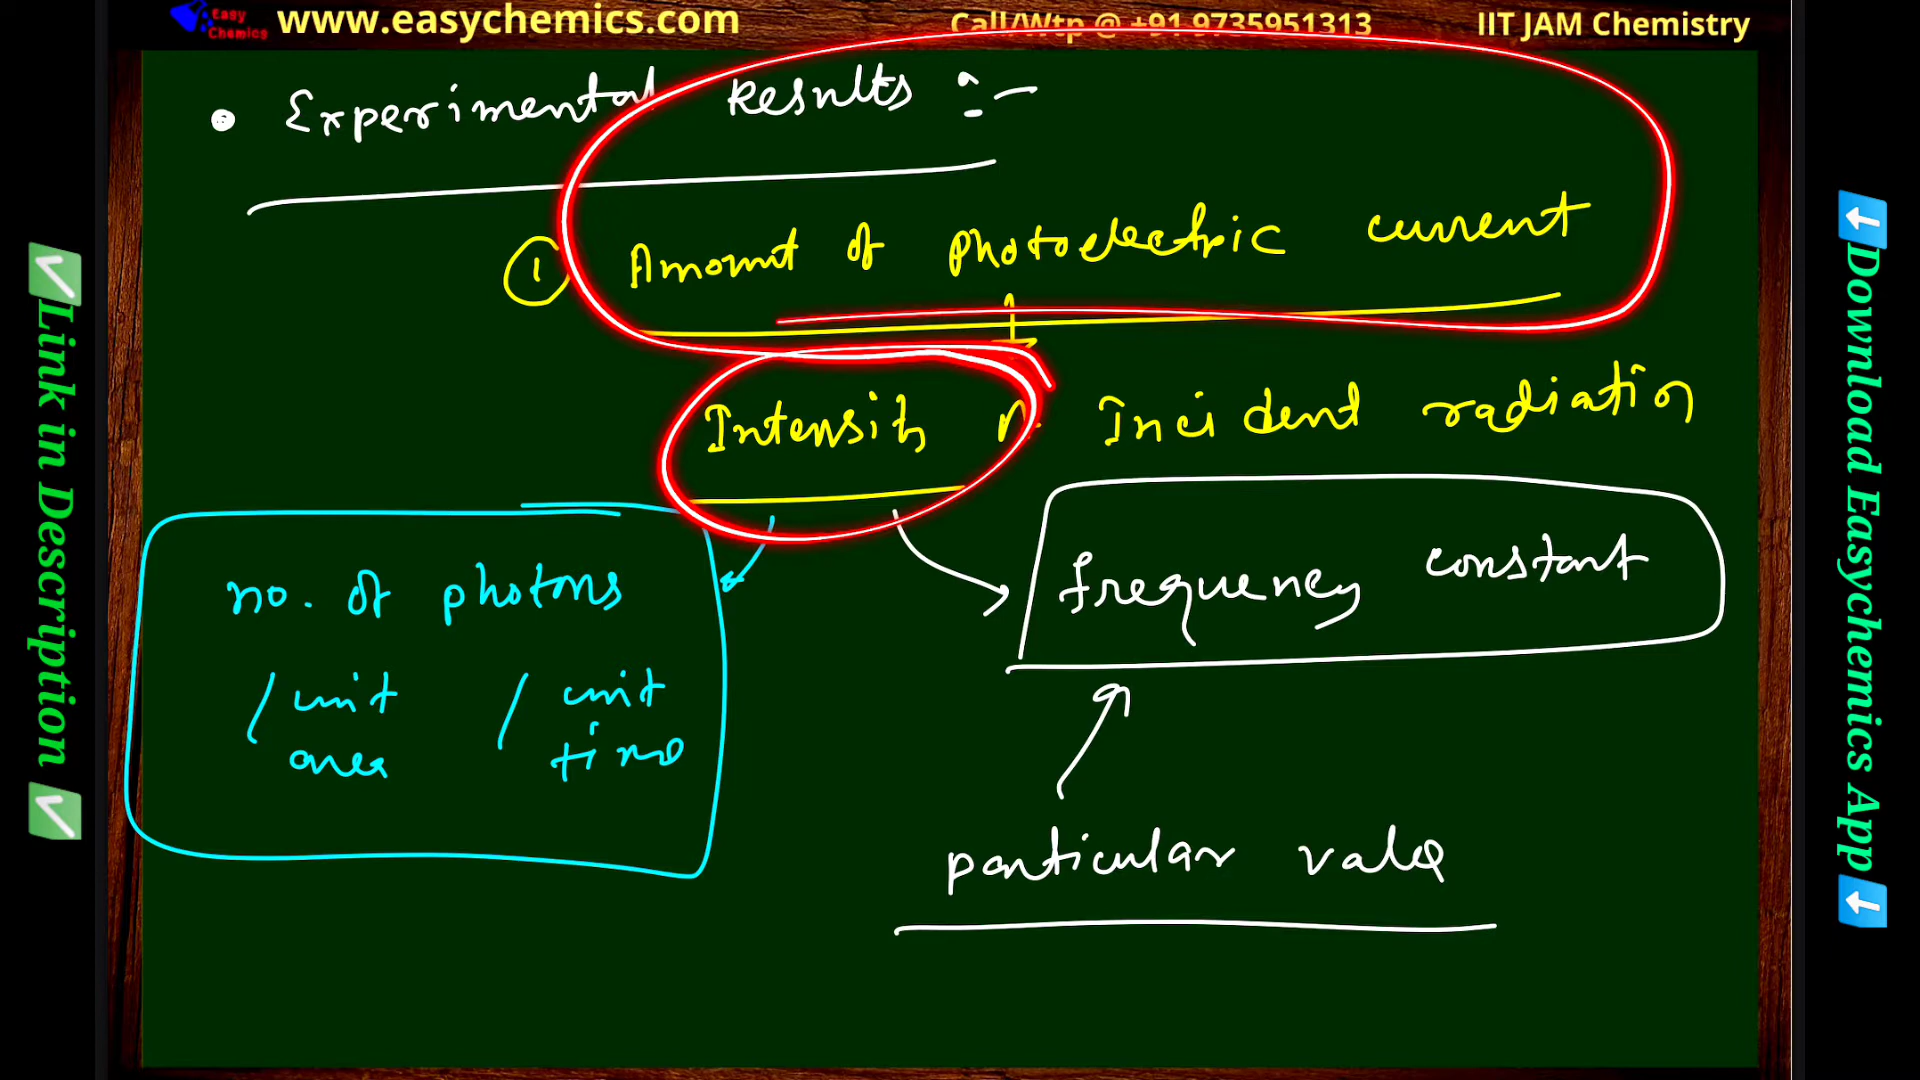 Easy Chemics www.easychemics.com Call/Wtp @ +91 9735951313 IIT JAM Chemistry
• Experimental Results :-
① Amount of photoelectric current
Intensity of Incident radiation
no. of photons
/ unit area / unit time
frequency constant
particular value
✅Link in Description ✅
⬆Download Easychemics App⬆